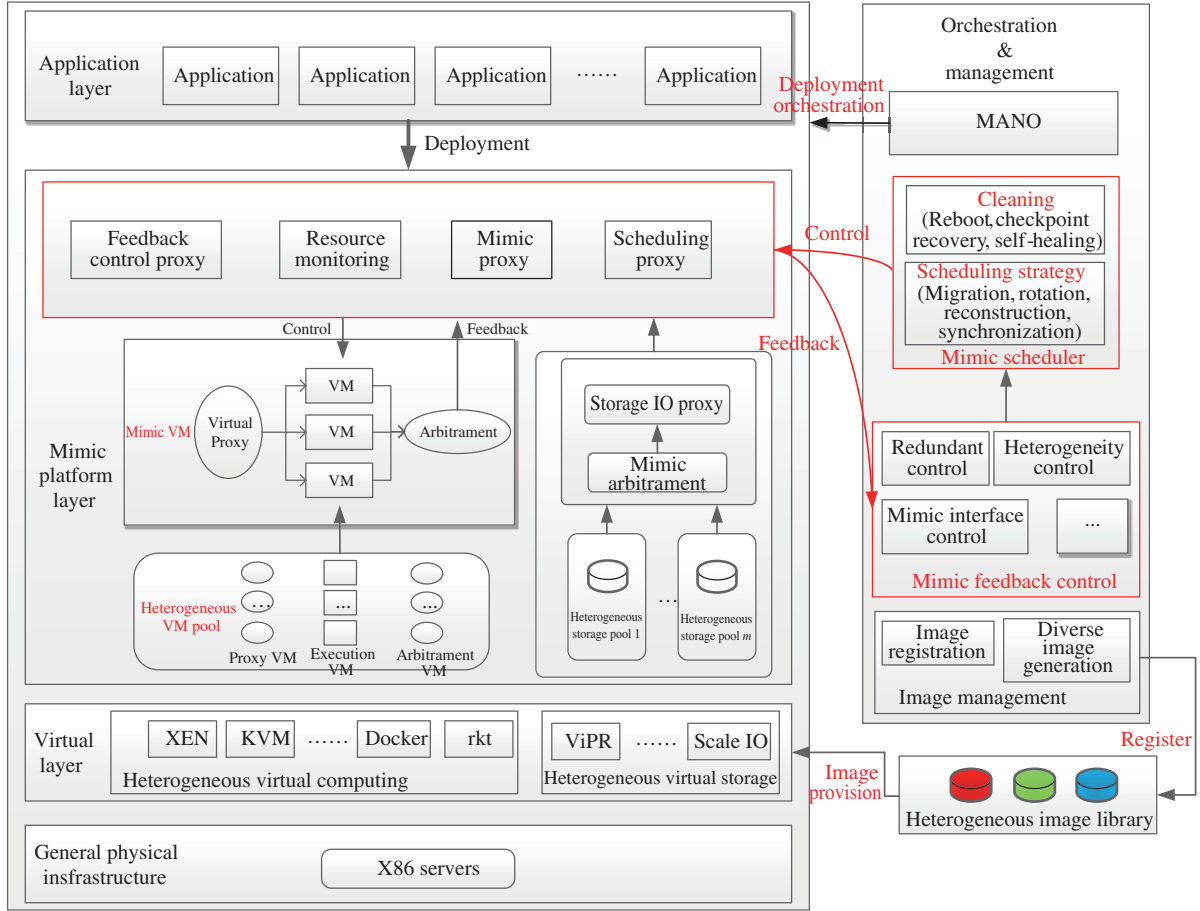 Application
layer
Application
Application
Application
......
Application
Deployment
Feedback
control proxy
Resource
monitoring
Mimic
proxy
Scheduling
proxy
Control
Feedback
Mimic
platform
layer
Mimic VM
Virtual
Proxy
VM
VM
VM
Arbitrament
Heterogeneous
VM pool
...
...
...
Proxy VM
Execution
VM
Arbitrament
VM
Storage IO proxy
Mimic
arbitrament
Heterogeneous
storage pool 1
...
Heterogeneous
storage pool m
Virtual
layer
XEN
KVM
......
Docker
rkt
Heterogeneous virtual computing
ViPR
......
Scale IO
Heterogeneous virtual storage
General physical
insfrastructure
X86 servers
Deployment
orchestration
Control
Feedback
Image
provision
Register
Orchestration
&
management
MANO
Cleaning
(Reboot, checkpoint
recovery, self-healing)
Scheduling strategy
(Migration, rotation,
reconstruction,
synchronization)
Mimic scheduler
Redundant
control
Heterogeneity
control
Mimic interface
control
...
Mimic feedback control
Image
registration
Diverse
image
generation
Image management
Heterogeneous image library